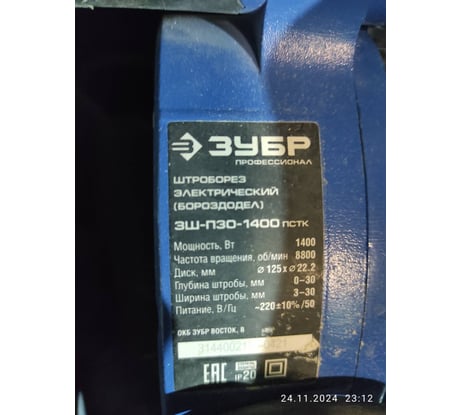 ЗУБР
ПРОФЕССИОНАЛ
ШТРОБОРЕЗ
ЭЛЕКТРИЧЕСКИЙ
(БОРОЗДОДЕЛ)
ЗШ-П30-1400 ПСТК
Мощность, Вт 1400
Частота вращения, об/мин 8800
Диск, мм ⌀ 125 x ⌀ 22.2
Глубина штробы, мм 0-30
Ширина штробы, мм 3-30
Питание, В/Гц ~220±10%/50
ОКБ ЗУБР ВОСТОК, В
EAC IP20
24.11.2024 23:12